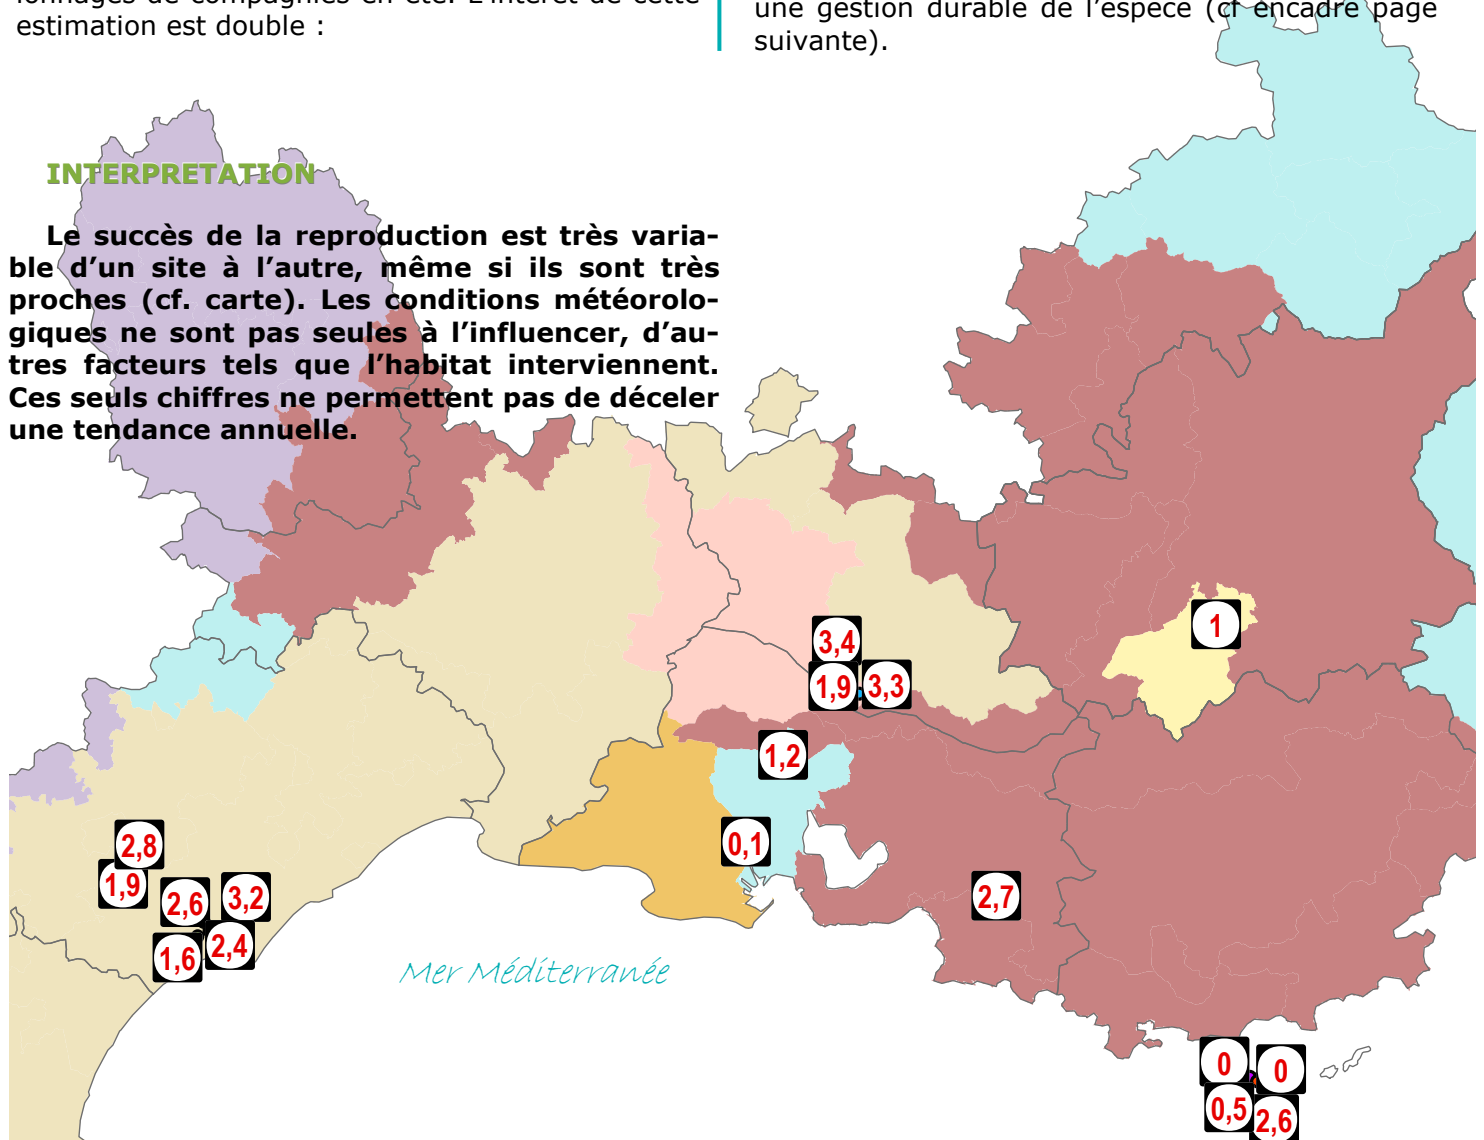 estimation est double :
une gestion durable de l'espèce (cf encadré page
suivante).
INTERPRETATION
Le succès de la reproduction est très varia-
ble d'un site à l'autre, même si ils sont très
proches (cf. carte). Les conditions météorolo-
giques ne sont pas seules à l'influencer, d'au-
tres facteurs tels que l'habitat interviennent.
Ces seuls chiffres ne permettent pas de déceler
une tendance annuelle.
1
3,4
1,9
3,3
1,2
0,1
2,8
1,9
2,6
3,2
2,4
1,6
2,7
Mer Méditerranée
0
0
0,5
2,6